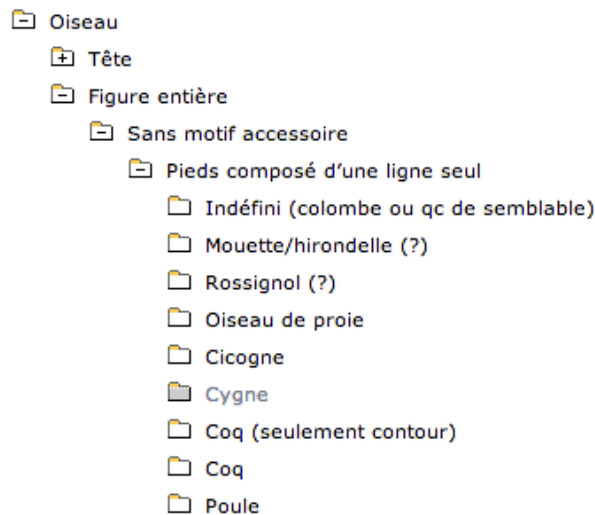 Oiseau
Tête
Figure entière
Sans motif accessoire
Pieds composé d’une ligne seul
Indéfini (colombe ou qc de semblable)
Mouette/hirondelle (?)
Rossignol (?)
Oiseau de proie
Cicogne
Cygne
Coq (seulement contour)
Coq
Poule